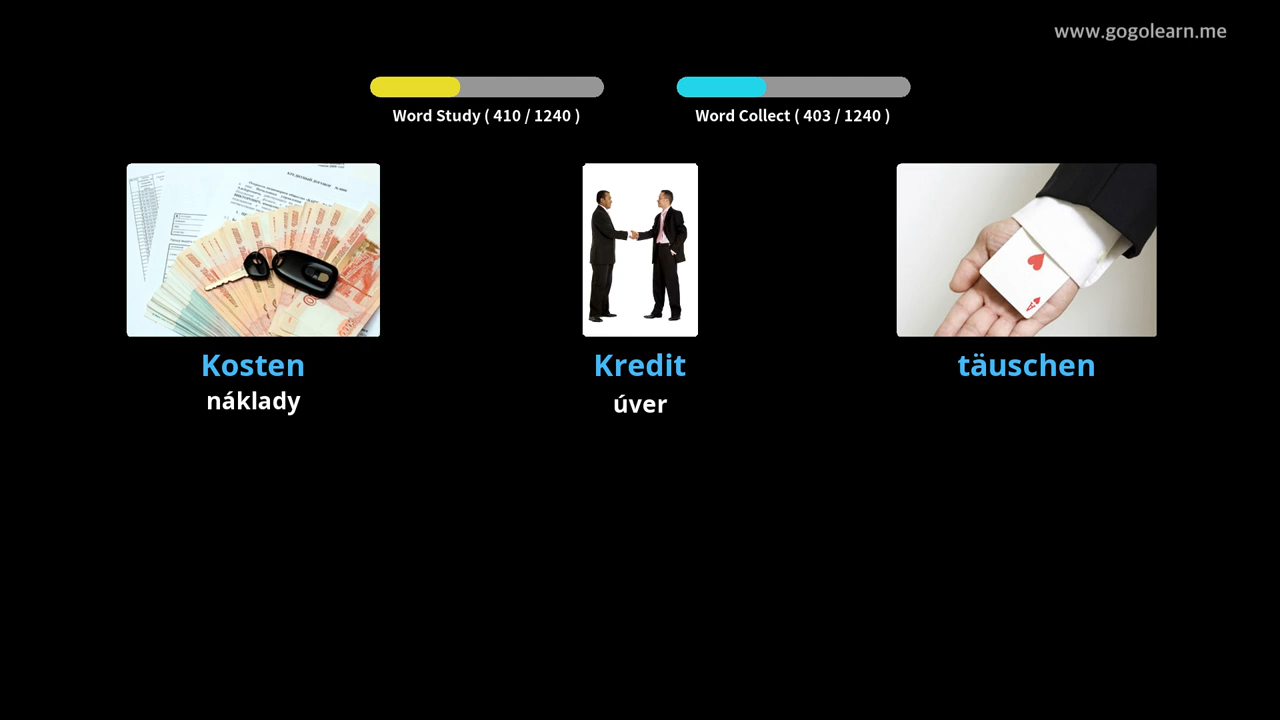 www.gogolearn.me
Word Study ( 410 / 1240 )
Word Collect ( 403 / 1240 )
Kosten
náklady
Kredit
úver
täuschen